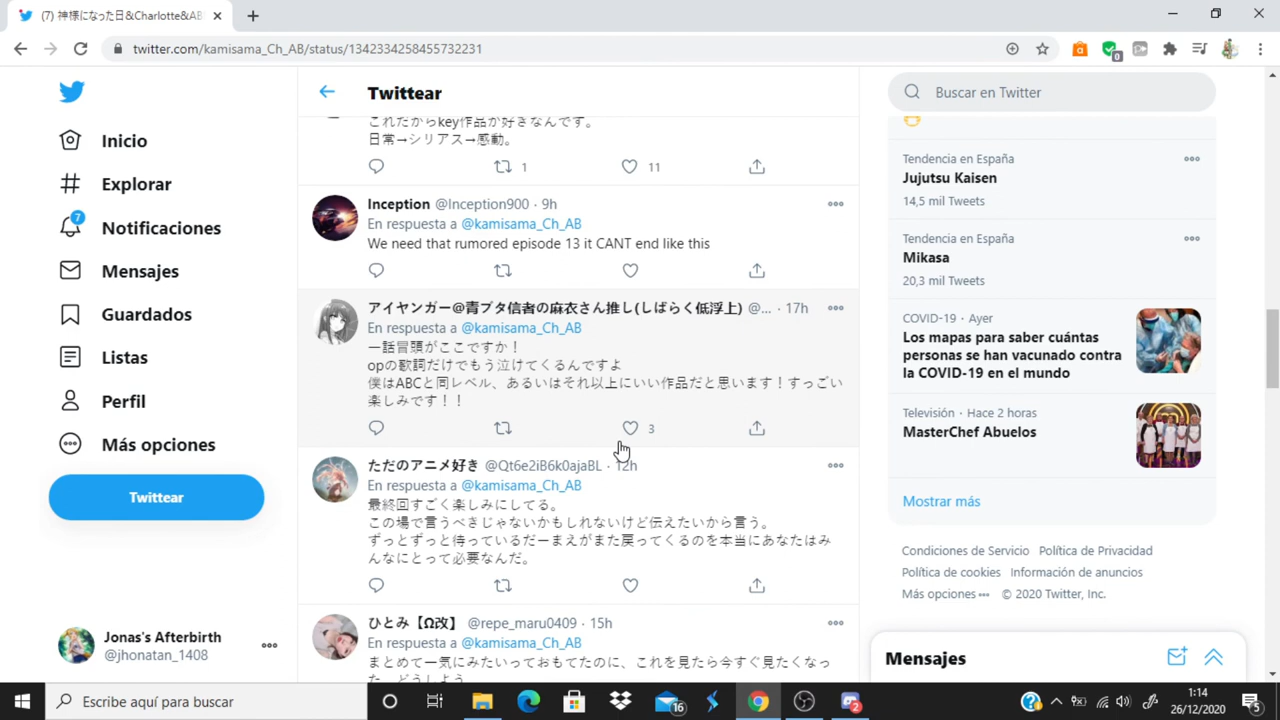 (7) 神様になった日&Charlotte&AB
twitter.com/kamisama_Ch_AB/status/1342334258455732231
0
Inicio
Explorar
7
Notificaciones
Mensajes
Guardados
Listas
Perfil
Más opciones
Twittear
Jonas's Afterbirth
@jhonatan_1408
Twittear
これだからkey作品が好きなんです。
日常→シリアス→感動。
1 11
Inception @Inception900 · 9h
En respuesta a @kamisama_Ch_AB
We need that rumored episode 13 it CANT end like this
アイヤンガー@青ブタ信者の麻衣さん推し(しばらく低浮上) @... · 17h
En respuesta a @kamisama_Ch_AB
一話冒頭がここですか！
opの歌詞だけでもう泣けてくるんですよ
僕はABCと同レベル、あるいはそれ以上にいい作品だと思います！すっごい
楽しみです！！
3
ただのアニメ好き @Qt6e2iB6k0ajaBL · 12h
En respuesta a @kamisama_Ch_AB
最終回すごく楽しみにしてる。
この場で言うべきじゃないかもしれないけど伝えたいから言う。
ずっとずっと待っているだーまえがまた戻ってくるのを本当にあなたはみ
んなにとって必要なんだ。
ひとみ【Ω改】 @repe_maru0409 · 15h
En respuesta a @kamisama_Ch_AB
まとめて一気にみたいっておもてたのに、これを見たら今すぐ見たくなっ
た、どうしよう
Buscar en Twitter
Tendencia en España
Jujutsu Kaisen
14,5 mil Tweets
Tendencia en España
Mikasa
20,3 mil Tweets
COVID-19 · Ayer
Los mapas para saber cuántas
personas se han vacunado contra
la COVID-19 en el mundo
Televisión · Hace 2 horas
MasterChef Abuelos
Mostrar más
Condiciones de Servicio Política de Privacidad
Política de cookies Información de anuncios
Más opciones ••• © 2020 Twitter, Inc.
Mensajes
Escribe aquí para buscar
16
2
1:14
26/12/2020
5